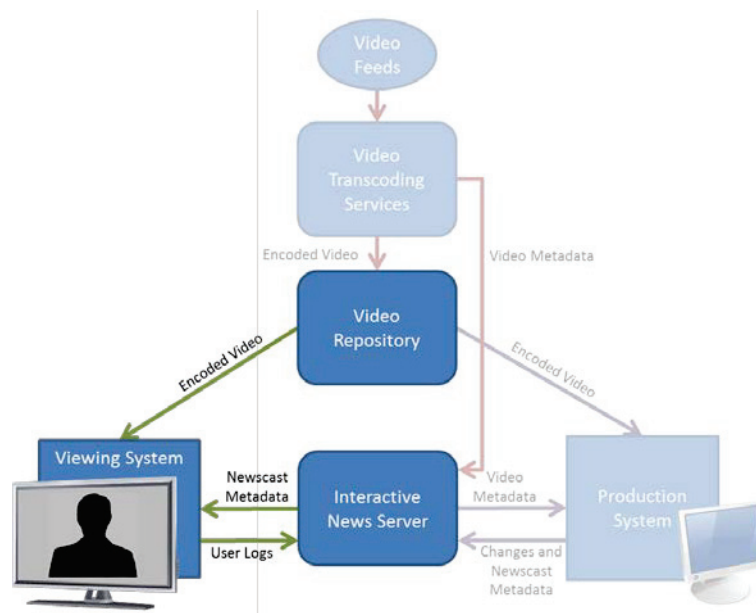 Video
Feeds
Video
Transcoding
Services
Encoded Video
Video Metadata
Video
Repository
Encoded Video
Encoded Video
Viewing System
Newscast
Metadata
Interactive
News Server
Video
Metadata
Production
System
User Logs
Changes and
Newscast
Metadata